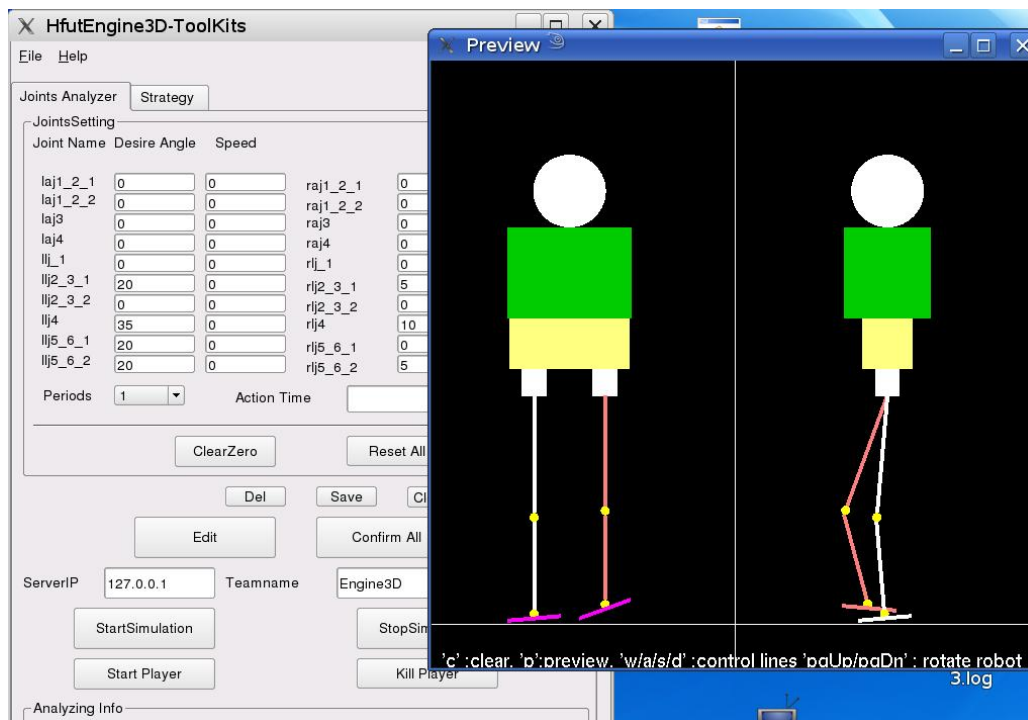 HfutEngine3D-ToolKits
Preview
File Help
Joints Analyzer Strategy
JointsSetting
Joint Name Desire Angle Speed
laj1_2_1 0 0 raj1_2_1 0
laj1_2_2 0 0 raj1_2_2 0
laj3 0 0 raj3 0
laj4 0 0 raj4 0
llj_1 0 0 rlj_1 0
llj2_3_1 20 0 rlj2_3_1 5
llj2_3_2 0 0 rlj2_3_2 0
llj4 35 0 rlj4 10
llj5_6_1 20 0 rlj5_6_1 0
llj5_6_2 20 0 rlj5_6_2 5
Periods 1 Action Time
ClearZero Reset All
Del Save Cl
Edit Confirm All
ServerIP 127.0.0.1 Teamname Engine3D
StartSimulation StopSim
Start Player Kill Player
'c' :clear, 'p':preview, 'w/a/s/d' :control lines 'pgUp/pgDn' : rotate robot
3.log
Analyzing Info